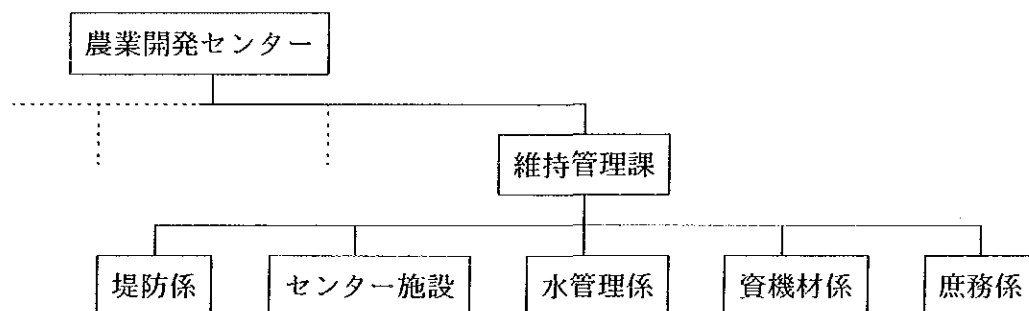 農業開発センター
維持管理課
堤防係
センター施設
水管理係
資機材係
庶務係